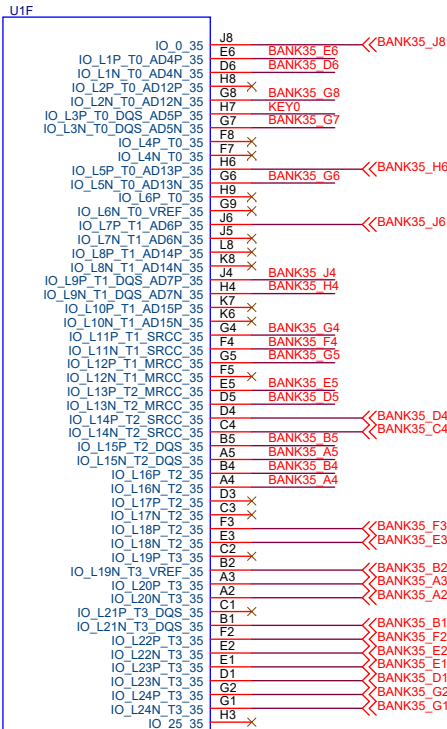 U1F
IO_0_35 J8 BANK35_J8
IO_L1P_T0_AD4P_35 E6 BANK35_E6
IO_L1N_T0_AD4N_35 D6 BANK35_D6
IO_L2P_T0_AD12P_35 H8
IO_L2N_T0_AD12N_35 G8 BANK35_G8
IO_L3P_T0_DQS_AD5P_35 H7 KEY0
IO_L3N_T0_DQS_AD5N_35 G7 BANK35_G7
IO_L4P_T0_35 F8
IO_L4N_T0_35 F7
IO_L5P_T0_AD13P_35 H6 BANK35_H6
IO_L5N_T0_AD13N_35 G6 BANK35_G6
IO_L6P_T0_35 H9
IO_L6N_T0_VREF_35 G9
IO_L7P_T1_AD6P_35 J6 BANK35_J6
IO_L7N_T1_AD6N_35 J5
IO_L8P_T1_AD14P_35 L8
IO_L8N_T1_AD14N_35 K8
IO_L9P_T1_DQS_AD7P_35 J4 BANK35_J4
IO_L9N_T1_DQS_AD7N_35 H4 BANK35_H4
IO_L10P_T1_AD15P_35 K7
IO_L10N_T1_AD15N_35 K6
IO_L11P_T1_SRCC_35 G4 BANK35_G4
IO_L11N_T1_SRCC_35 F4 BANK35_F4
IO_L12P_T1_MRCC_35 G5 BANK35_G5
IO_L12N_T1_MRCC_35 F5
IO_L13P_T2_MRCC_35 E5 BANK35_E5
IO_L13N_T2_MRCC_35 D5 BANK35_D5
IO_L14P_T2_SRCC_35 D4 BANK35_D4
IO_L14N_T2_SRCC_35 C4 BANK35_C4
IO_L15P_T2_DQS_35 B5 BANK35_B5
IO_L15N_T2_DQS_35 A5 BANK35_A5
IO_L16P_T2_35 B4 BANK35_B4
IO_L16N_T2_35 A4 BANK35_A4
IO_L17P_T2_35 D3
IO_L17N_T2_35 C3
IO_L18P_T2_35 F3 BANK35_F3
IO_L18N_T2_35 E3 BANK35_E3
IO_L19P_T3_35 C2
IO_L19N_T3_VREF_35 B2 BANK35_B2
IO_L20P_T3_35 A3 BANK35_A3
IO_L20N_T3_35 A2 BANK35_A2
IO_L21P_T3_DQS_35 C1
IO_L21N_T3_DQS_35 B1 BANK35_B1
IO_L22P_T3_35 F2 BANK35_F2
IO_L22N_T3_35 E2 BANK35_E2
IO_L23P_T3_35 E1 BANK35_E1
IO_L23N_T3_35 D1 BANK35_D1
IO_L24P_T3_35 G2 BANK35_G2
IO_L24N_T3_35 G1 BANK35_G1
IO_25_35 H3